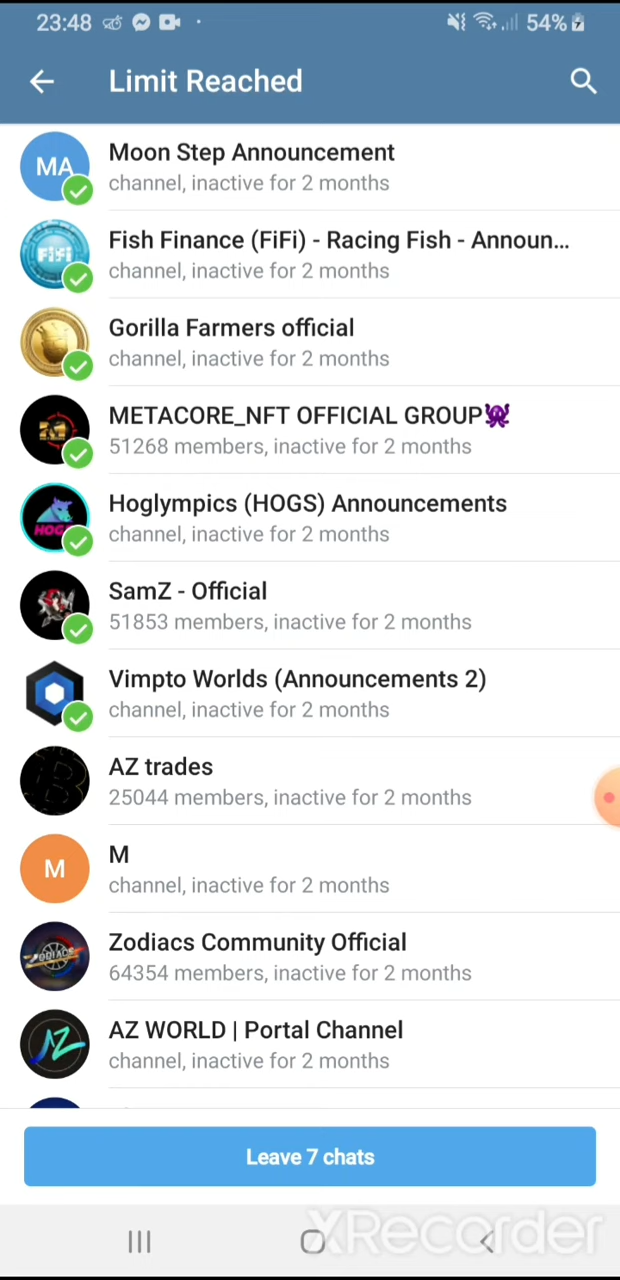 23:48
54%
Limit Reached
MA
Moon Step Announcement
channel, inactive for 2 months
FiFi
Fish Finance (FiFi) - Racing Fish - Announ...
channel, inactive for 2 months
Gorilla Farmers official
channel, inactive for 2 months
METACORE_NFT OFFICIAL GROUP
51268 members, inactive for 2 months
HOGS
Hoglympics (HOGS) Announcements
channel, inactive for 2 months
SamZ - Official
51853 members, inactive for 2 months
Vimpto Worlds (Announcements 2)
channel, inactive for 2 months
AZ trades
25044 members, inactive for 2 months
M
M
channel, inactive for 2 months
ZODIACS
Zodiacs Community Official
64354 members, inactive for 2 months
AZ
AZ WORLD | Portal Channel
channel, inactive for 2 months
Leave 7 chats
XRecorder